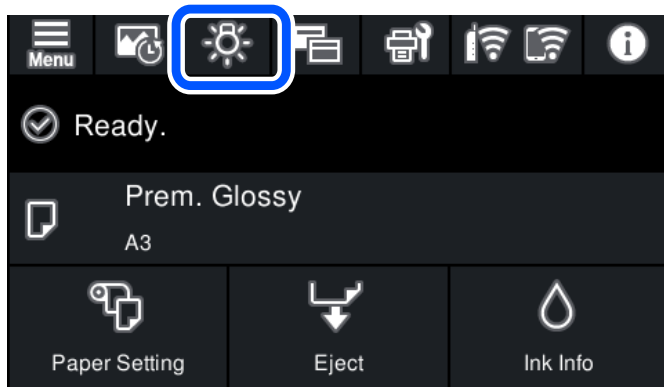 Menu
Ready.
Prem. Glossy
A3
Paper Setting
Eject
Ink Info